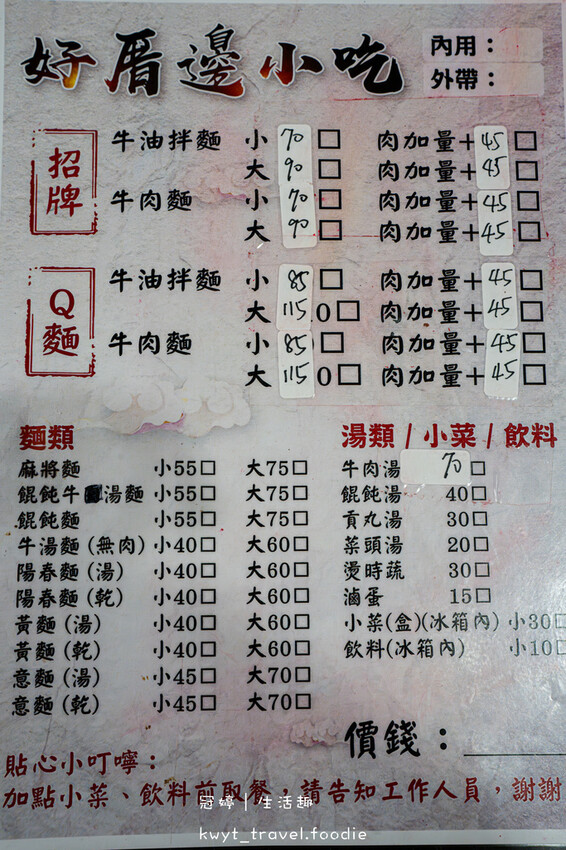 好厝邊小吃
內用：
外帶：
招牌
牛油拌麵 小 70 □ 肉加量+45 □
大 90 □ 肉加量+45 □
牛肉麵 小 70 □ 肉加量+45 □
大 90 □ 肉加量+45 □
Q麵
牛油拌麵 小 85 □ 肉加量+45 □
大 115 0□ 肉加量+45 □
牛肉麵 小 85 □ 肉加量+45 □
大 115 0□ 肉加量+45 □
麵類
麻將麵 小55□ 大75□
餛飩牛湯麵 小55□ 大75□
餛飩麵 小55□ 大75□
牛湯麵(無肉) 小40□ 大60□
陽春麵(湯) 小40□ 大60□
陽春麵(乾) 小40□ 大60□
黃麵(湯) 小40□ 大60□
黃麵(乾) 小40□ 大60□
意麵(湯) 小45□ 大70□
意麵(乾) 小45□ 大70□
湯類/小菜/飲料
牛肉湯 70 □
餛飩湯 40□
貢丸湯 30□
菜頭湯 20□
燙時蔬 30□
滷蛋 15□
小菜(盒)(冰箱內) 小30□
飲料(冰箱內) 小10□
價錢：
貼心小叮嚀：
加點小菜、飲料前取餐，請告知工作人員，謝謝
冠婷｜生活趣
kwyt_travel.foodie